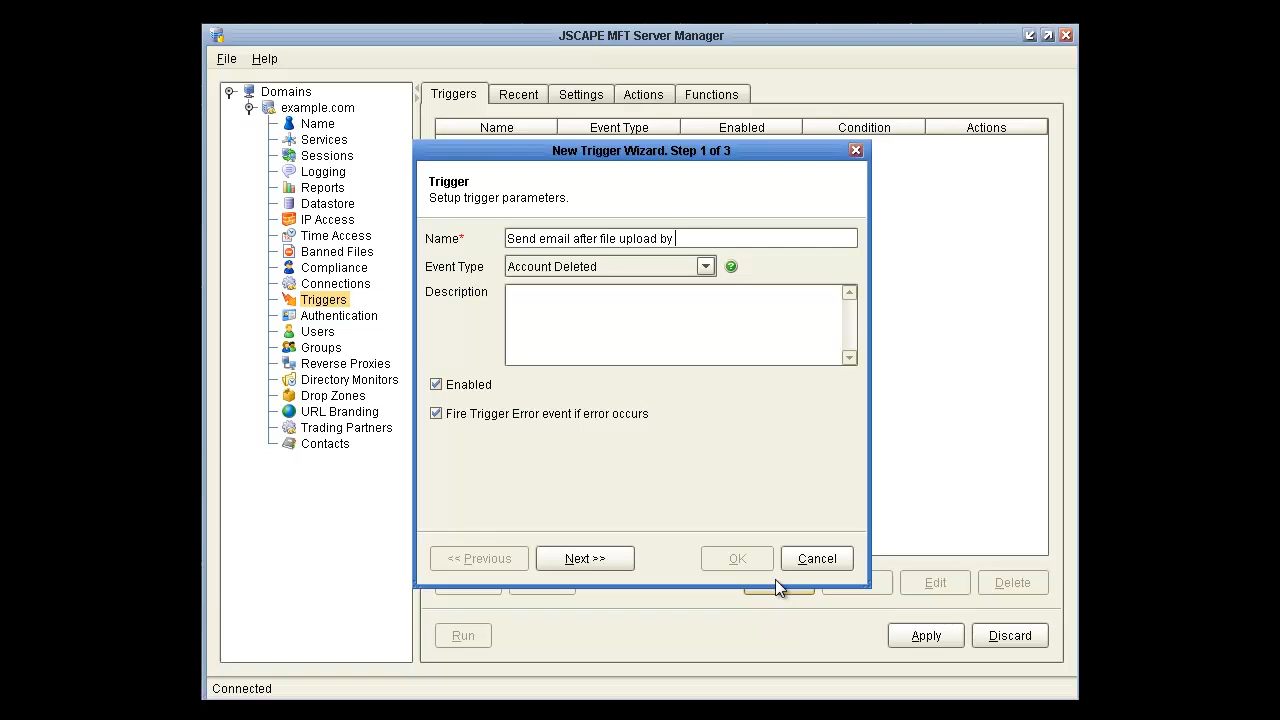 JSCAPE MFT Server Manager
File Help
Domains
example.com
Name
Services
Sessions
Logging
Reports
Datastore
IP Access
Time Access
Banned Files
Compliance
Connections
Triggers
Authentication
Users
Groups
Reverse Proxies
Directory Monitors
Drop Zones
URL Branding
Trading Partners
Contacts
Triggers Recent Settings Actions Functions
Name Event Type Enabled Condition Actions
New Trigger Wizard. Step 1 of 3
Trigger
Setup trigger parameters.
Name* Send email after file upload by
Event Type Account Deleted
Description
Enabled
Fire Trigger Error event if error occurs
<< Previous Next >> OK Cancel
Edit Delete
Run Apply Discard
Connected